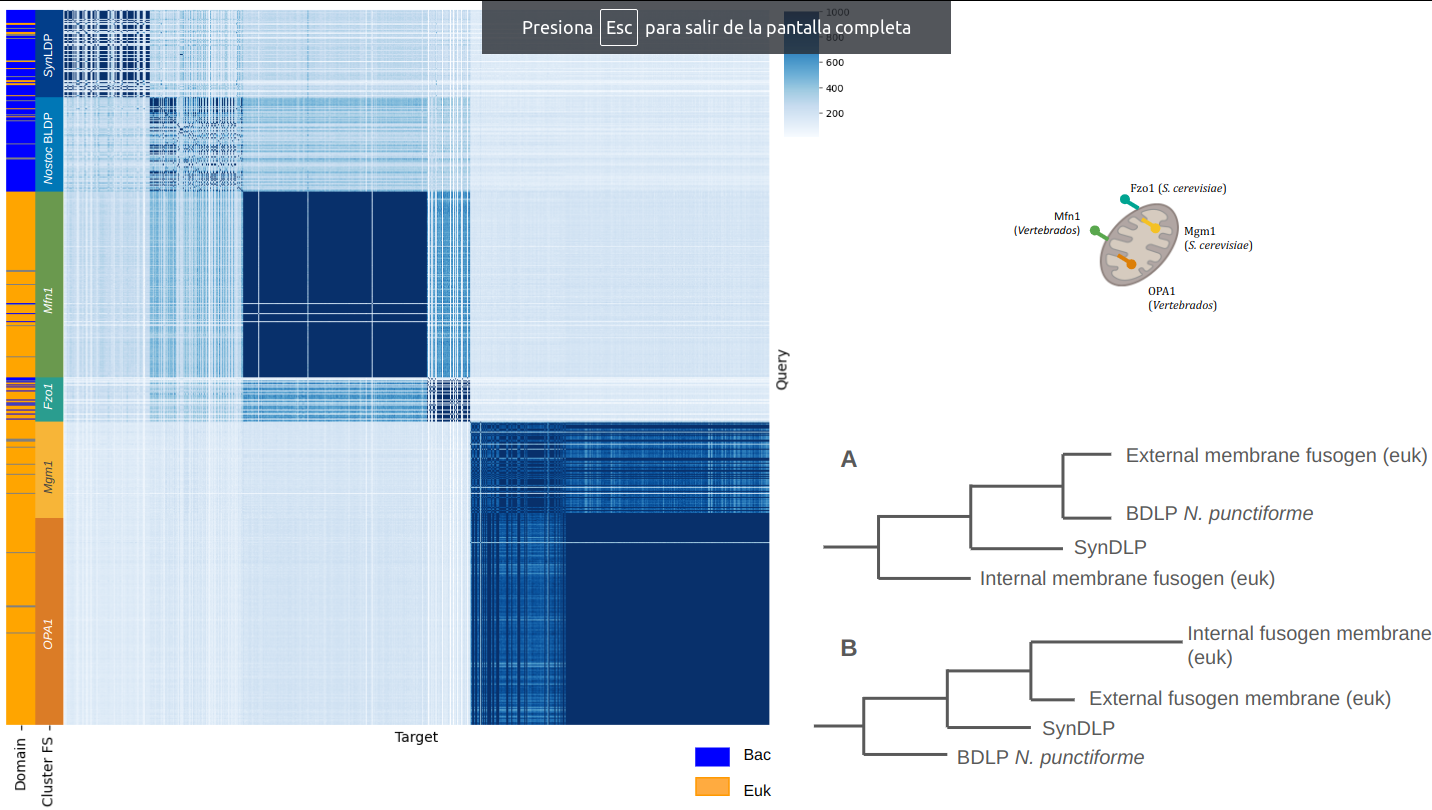 Presiona Esc para salir de la pantalla completa
1000
800
600
400
200
SynLDP
Nostoc BLDP
Mfn1
Fzo1
Mgm1
OPA1
Domain
Cluster FS
Target
Query
Bac
Euk
Fzo1 (S. cerevisiae)
Mfn1
(Vertebrados)
Mgm1
(S. cerevisiae)
OPA1
(Vertebrados)
A
External membrane fusogen (euk)
BDLP N. punctiforme
SynDLP
Internal membrane fusogen (euk)
B
Internal fusogen membrane
(euk)
External fusogen membrane (euk)
SynDLP
BDLP N. punctiforme